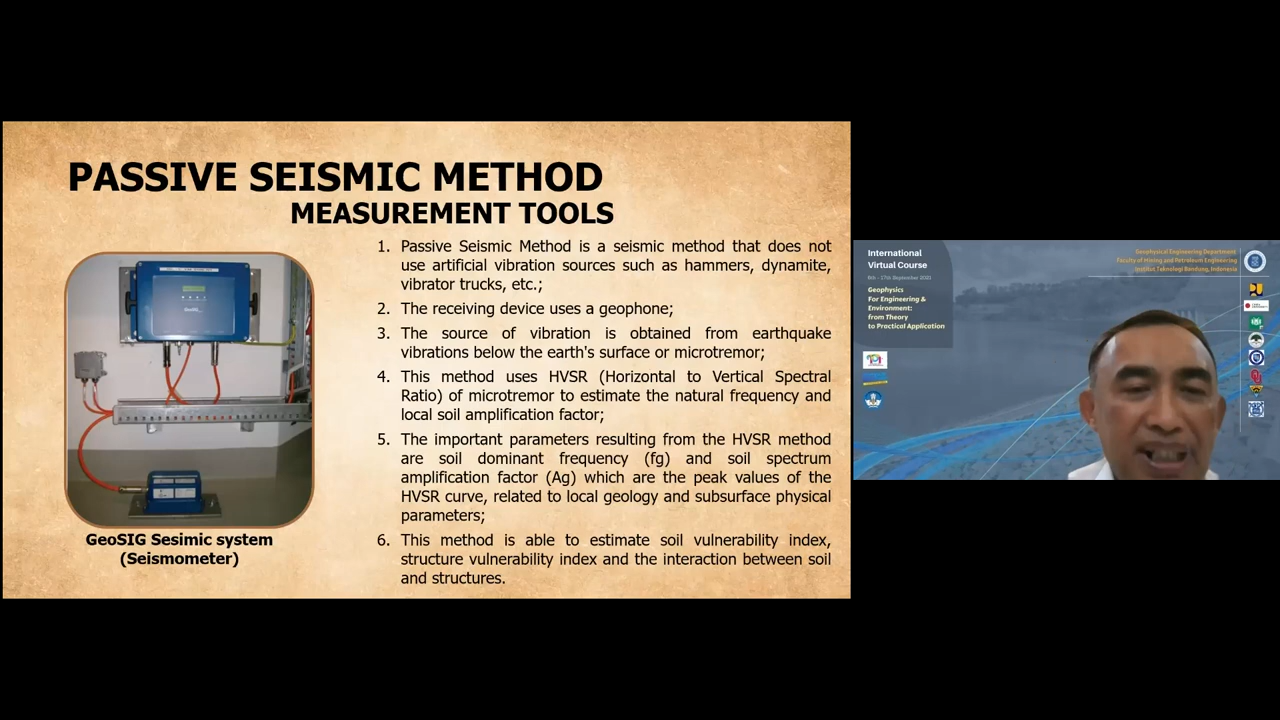 PASSIVE SEISMIC METHOD
MEASUREMENT TOOLS
1. Passive Seismic Method is a seismic method that does not
use artificial vibration sources such as hammers, dynamite,
vibrator trucks, etc.;
2. The receiving device uses a geophone;
3. The source of vibration is obtained from earthquake
vibrations below the earth's surface or microtremor;
4. This method uses HVSR (Horizontal to Vertical Spectral
Ratio) of microtremor to estimate the natural frequency and
local soil amplification factor;
5. The important parameters resulting from the HVSR method
are soil dominant frequency (fg) and soil spectrum
amplification factor (Ag) which are the peak values of the
HVSR curve, related to local geology and subsurface physical
parameters;
6. This method is able to estimate soil vulnerability index,
structure vulnerability index and the interaction between soil
and structures.
GeoSIG Sesimic system
(Seismometer)
International
Virtual Course
6th - 17th September 2021
Geophysics
For Engineering &
Environment:
from Theory
to Practical Application
Geophysical Engineering Department
Faculty of Mining and Petroleum Engineering
Institut Teknologi Bandung, Indonesia